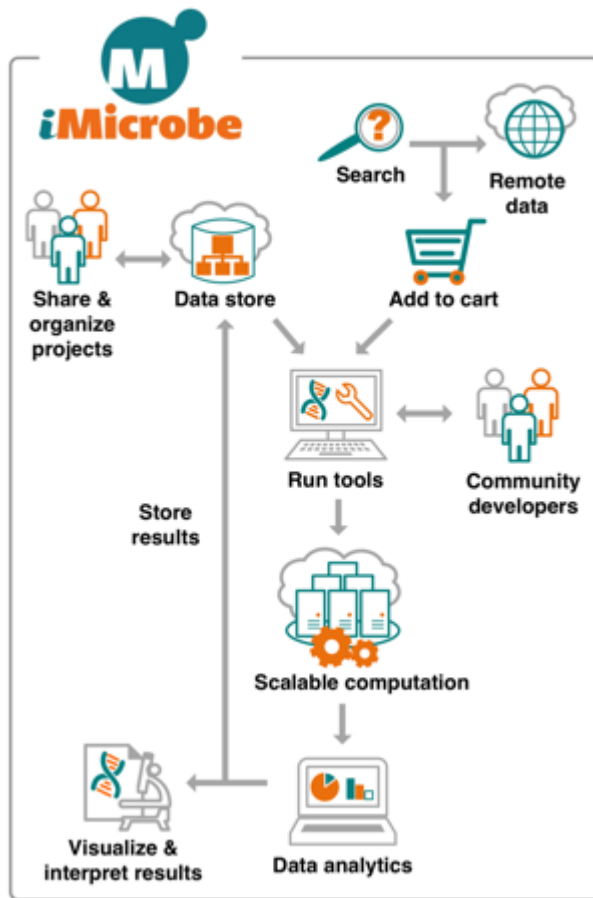 M
iMicrobe
?
Search
Remote
data
Share &
organize
projects
Data store
Add to cart
Run tools
Community
developers
Store
results
Scalable computation
Visualize &
interpret results
Data analytics